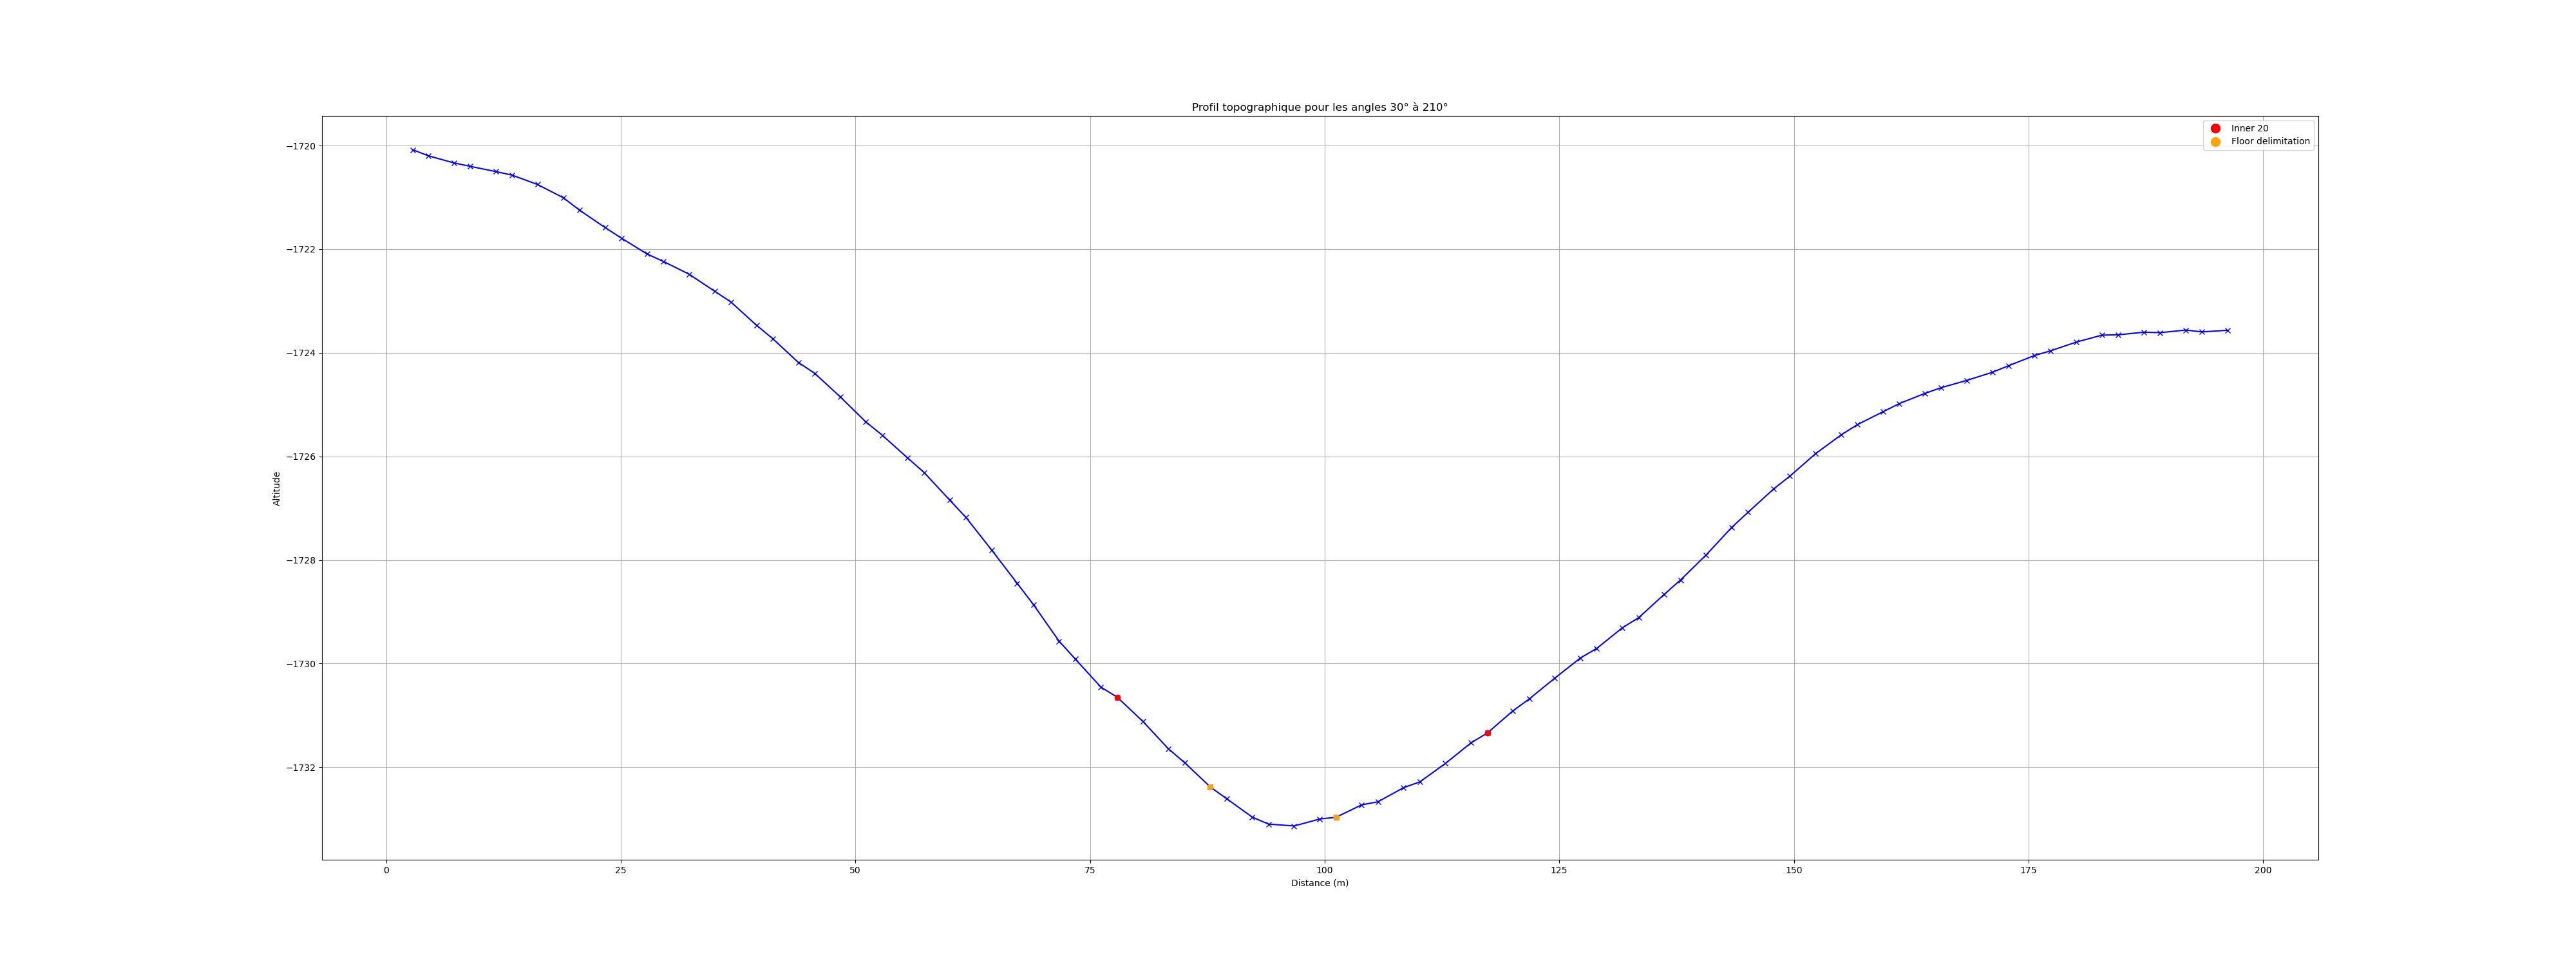 Profil topographique pour les angles 30° à 210°
Inner 20
Floor delimitation
−1720
−1722
−1724
−1726
−1728
−1730
−1732
Altitude
0 25 50 75 100 125 150 175 200
Distance (m)